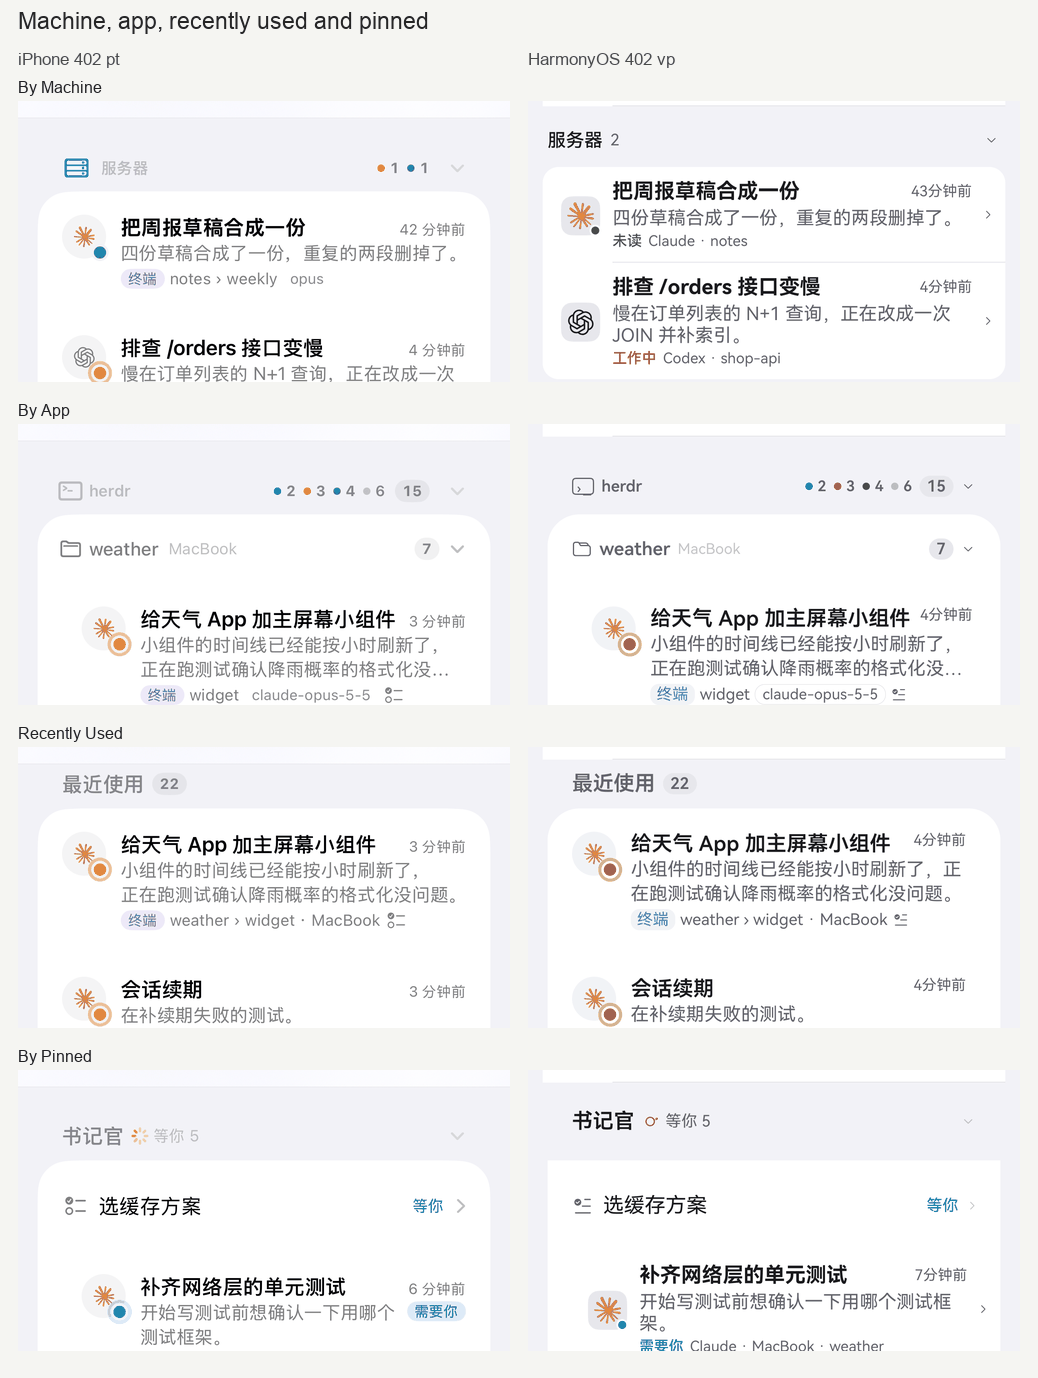 Machine, app, recently used and pinned
iPhone 402 pt
HarmonyOS 402 vp
By Machine
服务器 1 1
把周报草稿合成一份 42 分钟前
四份草稿合成了一份，重复的两段删掉了。
终端 notes › weekly opus
排查 /orders 接口变慢 4 分钟前
慢在订单列表的 N+1 查询，正在改成一次
服务器 2
把周报草稿合成一份 43分钟前
四份草稿合成了一份，重复的两段删掉了。
未读 Claude · notes
排查 /orders 接口变慢 4分钟前
慢在订单列表的 N+1 查询，正在改成一次
JOIN 并补索引。
工作中 Codex · shop-api
By App
herdr 2 3 4 6 15
weather MacBook 7
给天气 App 加主屏幕小组件 3 分钟前
小组件的时间线已经能按小时刷新了，
正在跑测试确认降雨概率的格式化没…
终端 widget claude-opus-5-5
herdr 2 3 4 6 15
weather MacBook 7
给天气 App 加主屏幕小组件 4分钟前
小组件的时间线已经能按小时刷新了，
正在跑测试确认降雨概率的格式化没…
终端 widget claude-opus-5-5
Recently Used
最近使用 22
给天气 App 加主屏幕小组件 3 分钟前
小组件的时间线已经能按小时刷新了，
正在跑测试确认降雨概率的格式化没问题。
终端 weather › widget · MacBook
会话续期 3 分钟前
在补续期失败的测试。
最近使用 22
给天气 App 加主屏幕小组件 4分钟前
小组件的时间线已经能按小时刷新了，正
在跑测试确认降雨概率的格式化没问题。
终端 weather › widget · MacBook
会话续期 4分钟前
在补续期失败的测试。
By Pinned
书记官 等你 5
选缓存方案 等你
补齐网络层的单元测试 6 分钟前
开始写测试前想确认一下用哪个 需要你
测试框架。
书记官 等你 5
选缓存方案 等你
补齐网络层的单元测试 7分钟前
开始写测试前想确认一下用哪个测试框
架。
需要你 Claude · MacBook · weather